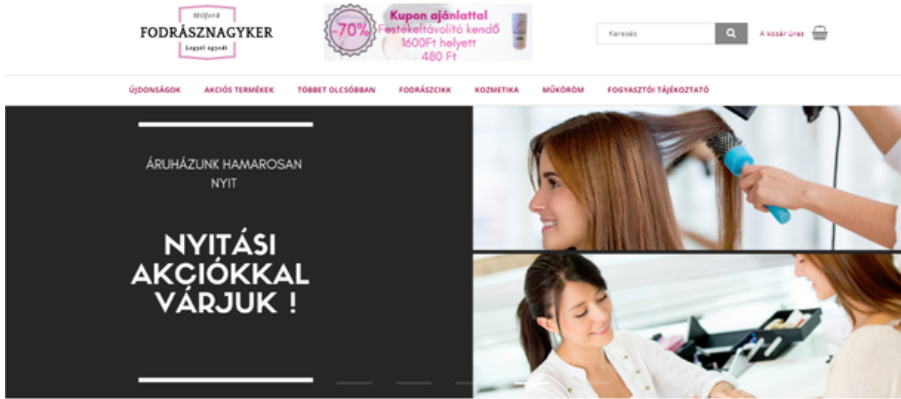 Milford
FODRÁSZNAGYKER
Legyél egyedi
-70%
Kupon ajánlattal
Festékeltávolító kendő
1600Ft helyett
480 Ft
Keresés
A kosár üres
ÚJDONSÁGOK AKCIÓS TERMÉKEK TÖBBET OLCSÓBBAN FODRÁSZCIKK KOZMETIKA MŰKÖRÖM FOGYASZTÓI TÁJÉKOZTATÓ
ÁRUHÁZUNK HAMAROSAN
NYIT
NYITÁSI
AKCIÓKKAL
VÁRJUK !